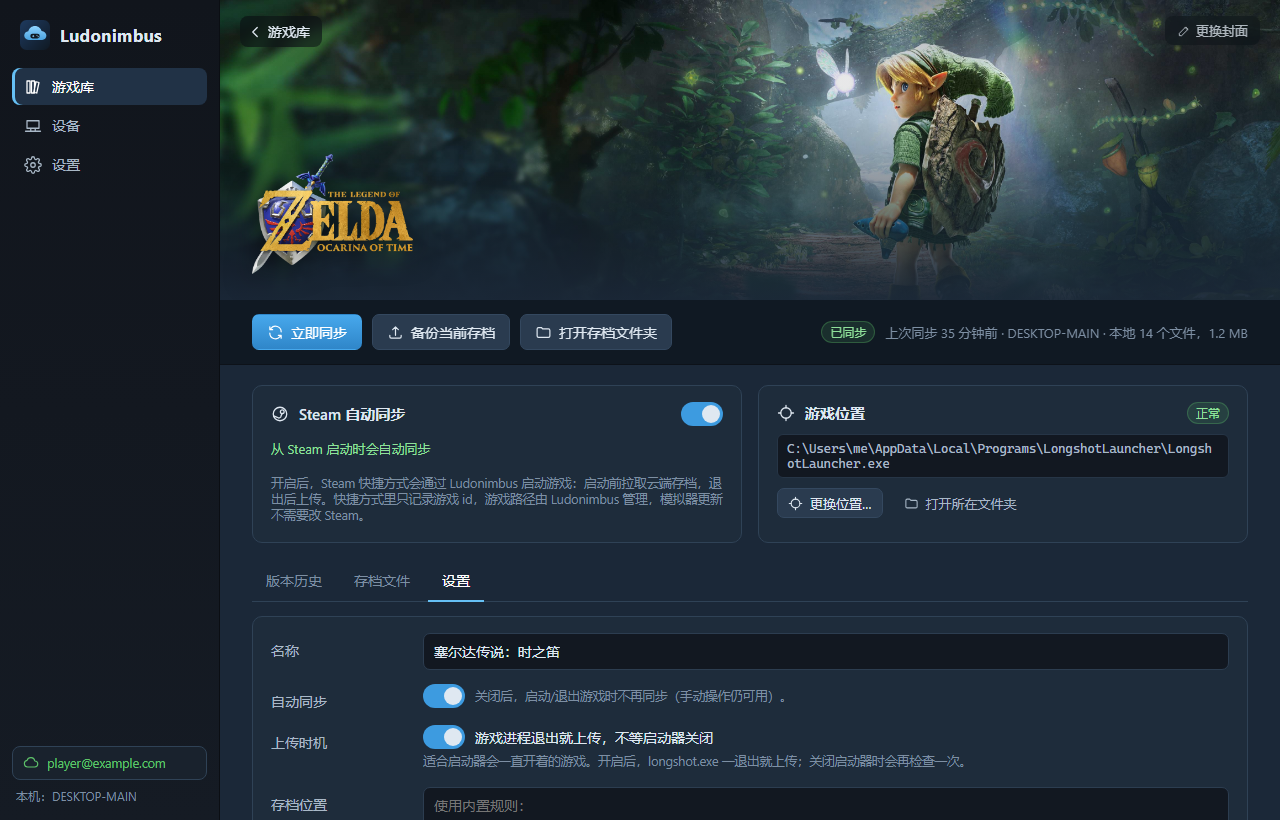 Ludonimbus
游戏库
设备
设置
player@example.com
本机：DESKTOP-MAIN
游戏库
更换封面
THE LEGEND OF
ZELDA
OCARINA OF TIME
立即同步
备份当前存档
打开存档文件夹
已同步
上次同步 35 分钟前 · DESKTOP-MAIN · 本地 14 个文件，1.2 MB
Steam 自动同步
从 Steam 启动时会自动同步
开启后，Steam 快捷方式会通过 Ludonimbus 启动游戏：启动前拉取云端存档，退
出后上传。快捷方式里只记录游戏 id，游戏路径由 Ludonimbus 管理，模拟器更新
不需要改 Steam。
游戏位置
正常
C:\Users\me\AppData\Local\Programs\LongshotLauncher\Longsh
otLauncher.exe
更换位置...
打开所在文件夹
版本历史
存档文件
设置
名称
塞尔达传说：时之笛
自动同步
关闭后，启动/退出游戏时不再同步（手动操作仍可用）。
上传时机
游戏进程退出就上传，不等启动器关闭
适合启动器会一直开着的游戏。开启后，longshot.exe 一退出就上传；关闭启动器时会再检查一次。
存档位置
使用内置规则：